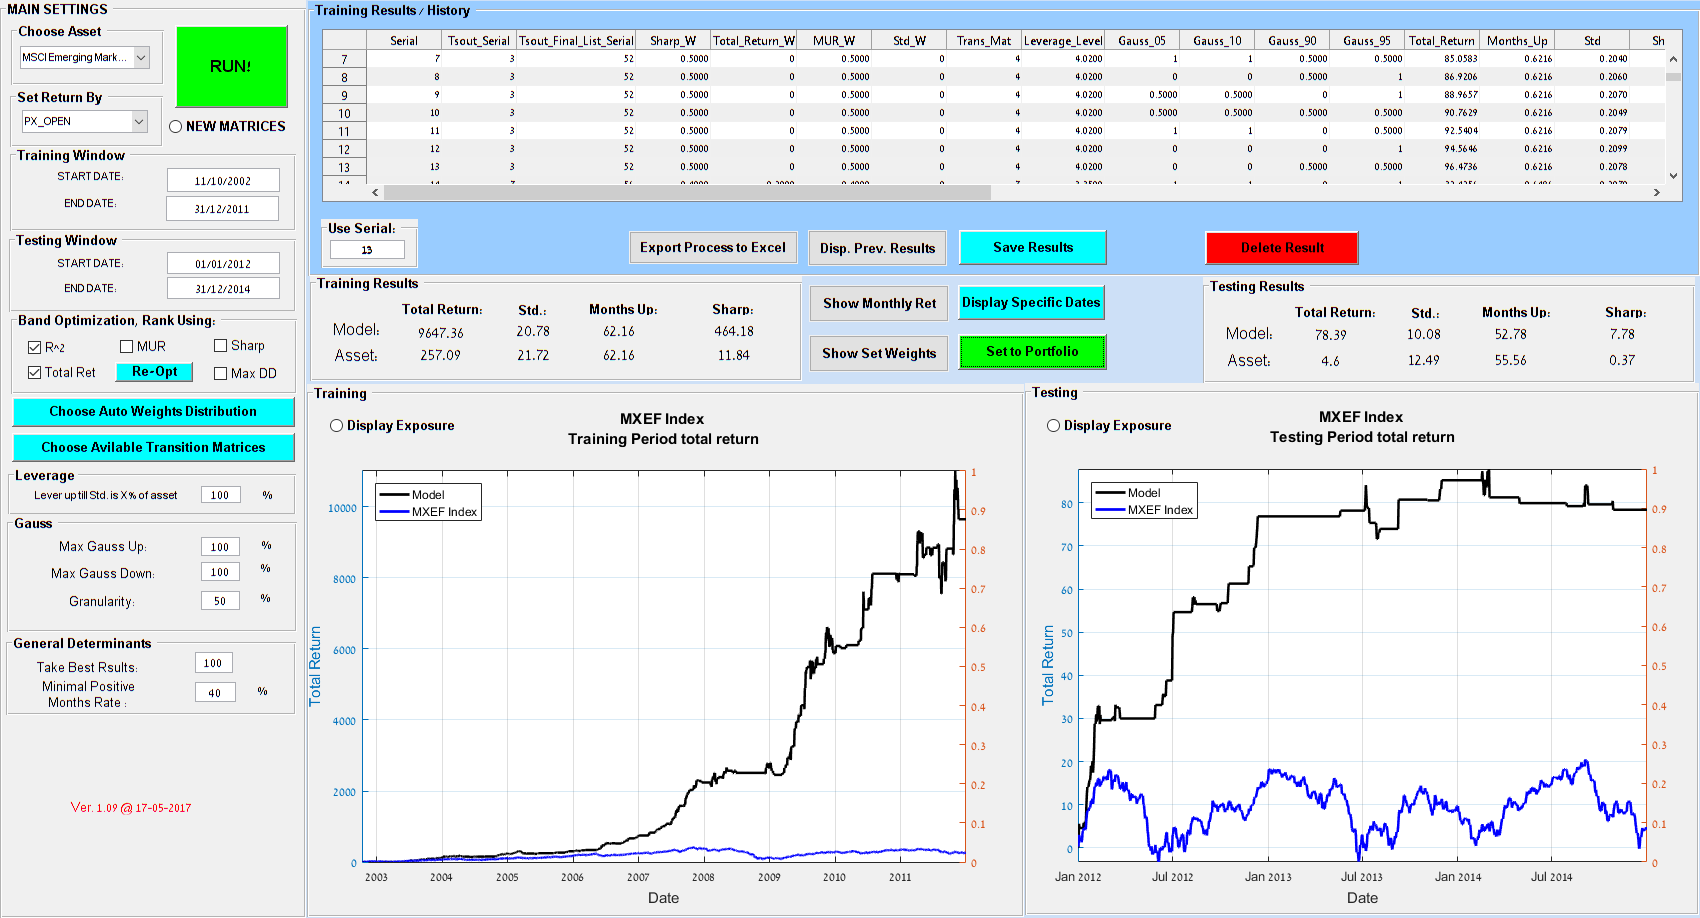 MAIN SETTINGS
Choose Asset
MSCI Emerging Mark...
RUN!
Set Return By
PX_OPEN
NEW MATRICES
Training Window
START DATE: 11/10/2002
END DATE: 31/12/2011
Testing Window
START DATE: 01/01/2012
END DATE: 31/12/2014
Band Optimization, Rank Using:
R^2 MUR Sharp
Total Ret Re-Opt Max DD
Choose Auto Weights Distribution
Choose Avilable Transition Matrices
Leverage
Lever up till Std. is X% of asset 100 %
Gauss
Max Gauss Up: 100 %
Max Gauss Down: 100 %
Granularity: 50 %
General Determinants
Take Best Rsults: 100
Minimal Positive
Months Rate : 40 %
Ver. 1.09 @ 17-05-2017
Training Results / History
Serial Tsout_Serial Tsout_Final_List_Serial Sharp_W Total_Return_W MUR_W Std_W Trans_Mat Leverage_Level Gauss_05 Gauss_10 Gauss_90 Gauss_95 Total_Return Months_Up Std Sh
7 7 3 52 0.5000 0 0.5000 0 4 4.0200 1 1 0.5000 0.5000 85.0583 0.6216 0.2040
8 8 3 52 0.5000 0 0.5000 0 4 4.0200 0 0 0.5000 1 86.9206 0.6216 0.2060
9 9 3 52 0.5000 0 0.5000 0 4 4.0200 0.5000 0.5000 0 1 88.9657 0.6216 0.2070
10 10 3 52 0.5000 0 0.5000 0 4 4.0200 0.5000 0.5000 0.5000 0.5000 90.7629 0.6216 0.2049
11 11 3 52 0.5000 0 0.5000 0 4 4.0200 1 1 0 0.5000 92.5404 0.6216 0.2079
12 12 3 52 0.5000 0 0.5000 0 4 4.0200 0 0 0 1 94.5646 0.6216 0.2099
13 13 3 52 0.5000 0 0.5000 0 4 4.0200 0 0 0.5000 0.5000 96.4736 0.6216 0.2078
Use Serial:
13
Export Process to Excel Disp. Prev. Results Save Results Delete Result
Training Results
Total Return: Std.: Months Up: Sharp:
Model: 9647.36 20.78 62.16 464.18
Asset: 257.09 21.72 62.16 11.84
Show Monthly Ret Display Specific Dates
Show Set Weights Set to Portfolio
Testing Results
Total Return: Std.: Months Up: Sharp:
Model: 78.39 10.08 52.78 7.78
Asset: 4.6 12.49 55.56 0.37
Training
Display Exposure
MXEF Index
Training Period total return
Model
MXEF Index
Total Return
10000
8000
6000
4000
2000
0
1
0.9
0.8
0.7
0.6
0.5
0.4
0.3
0.2
0.1
0
2003 2004 2005 2006 2007 2008 2009 2010 2011
Date
Testing
Display Exposure
MXEF Index
Testing Period total return
Model
MXEF Index
Total Return
80
70
60
50
40
30
20
10
0
1
0.9
0.8
0.7
0.6
0.5
0.4
0.3
0.2
0.1
0
Jan 2012 Jul 2012 Jan 2013 Jul 2013 Jan 2014 Jul 2014
Date